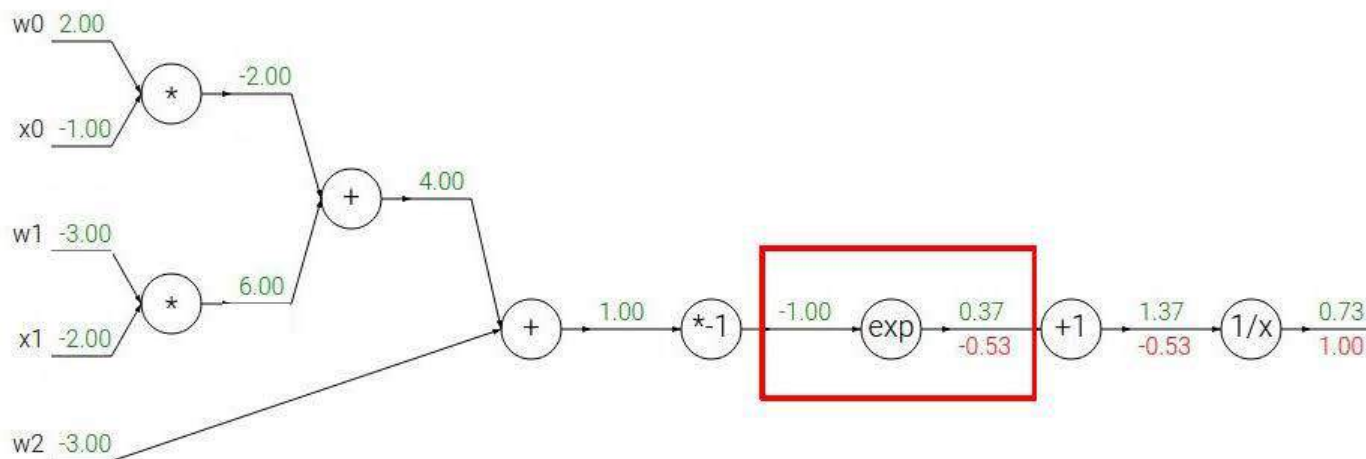 w0 2.00
-2.00
*
x0 -1.00
4.00
+
w1 -3.00
6.00
*
1.00 -1.00 0.37 1.37 0.73
+ *-1 exp +1 1/x
x1 -2.00
-0.53 -0.53 1.00
w2 -3.00